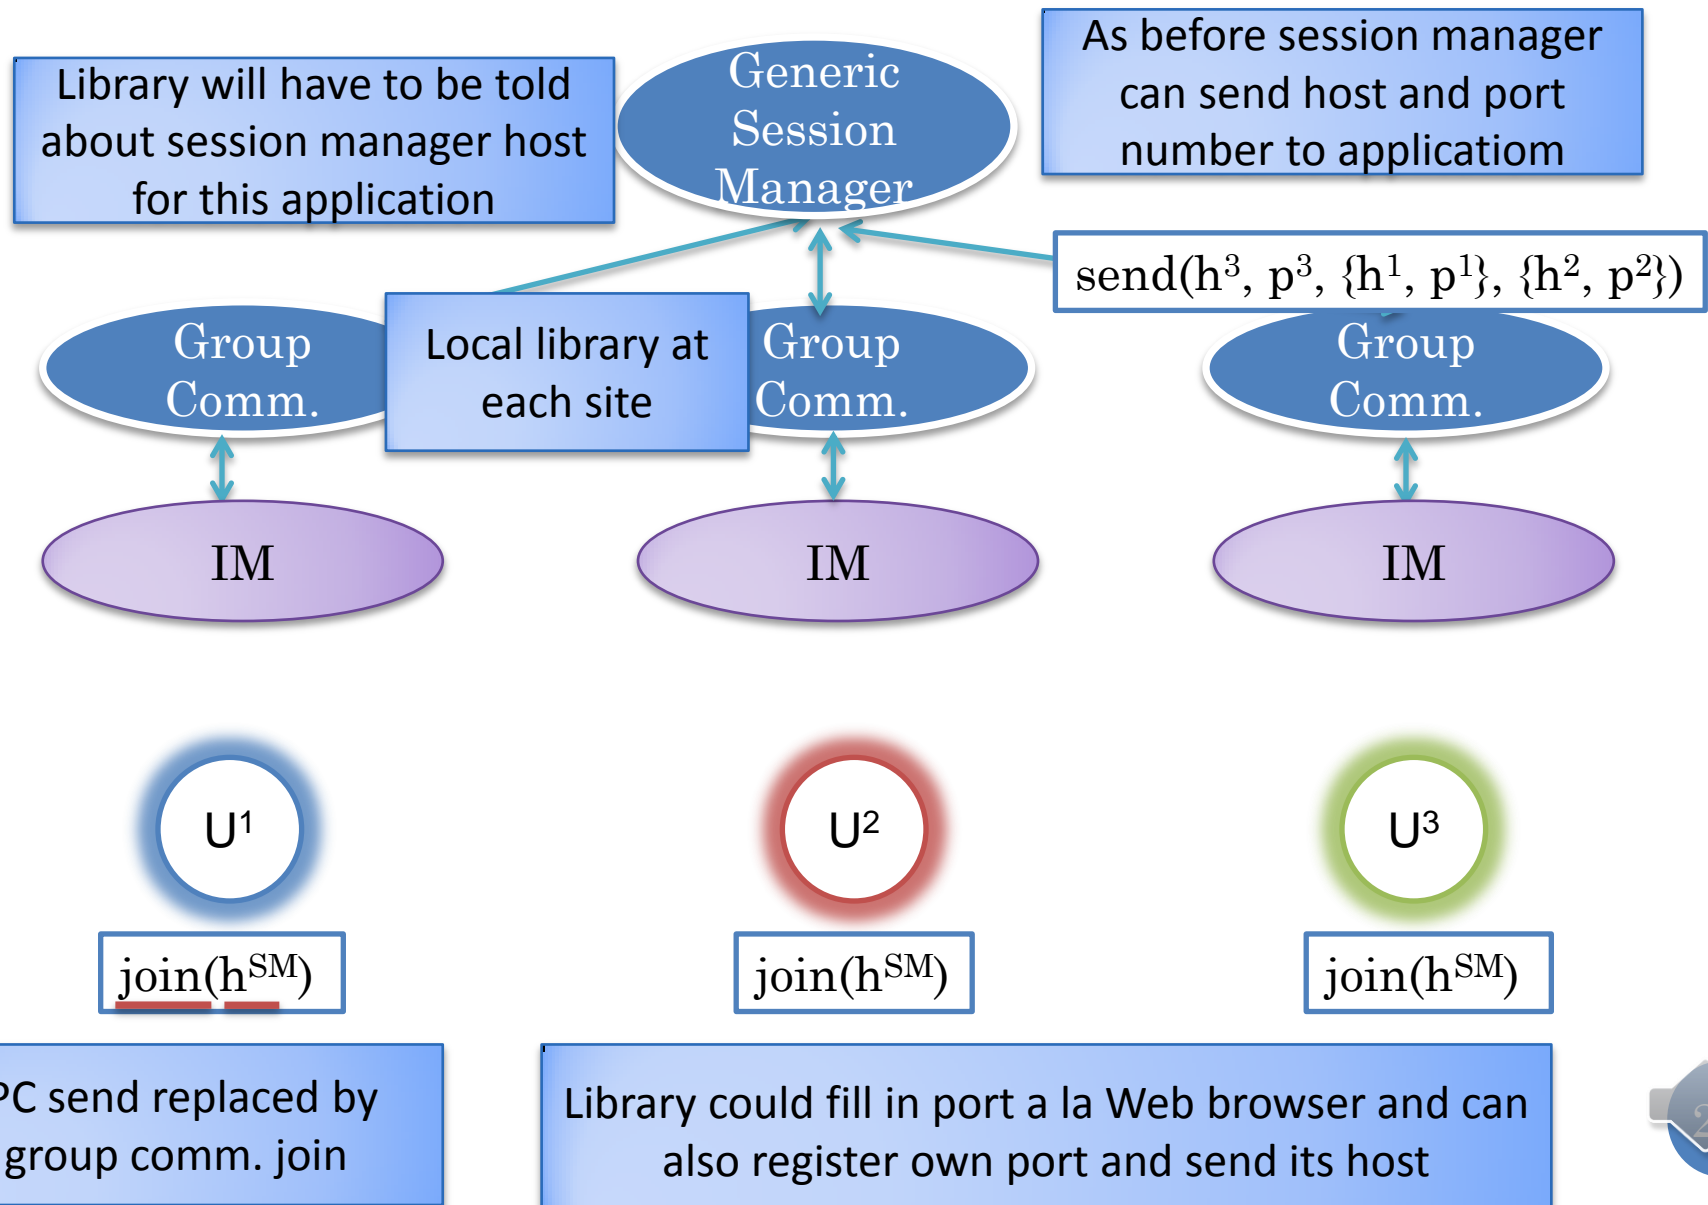 Library will have to be told
about session manager host
for this application
Generic
Session
Manager
As before session manager
can send host and port
number to applicatiom
send(h³, p³, {h¹, p¹}, {h², p²})
Group
Comm.
Local library at
each site
Group
Comm.
Group
Comm.
IM
IM
IM
U¹
U²
U³
join(hSM)
join(hSM)
join(hSM)
PC send replaced by
group comm. join
Library could fill in port a la Web browser and can
also register own port and send its host